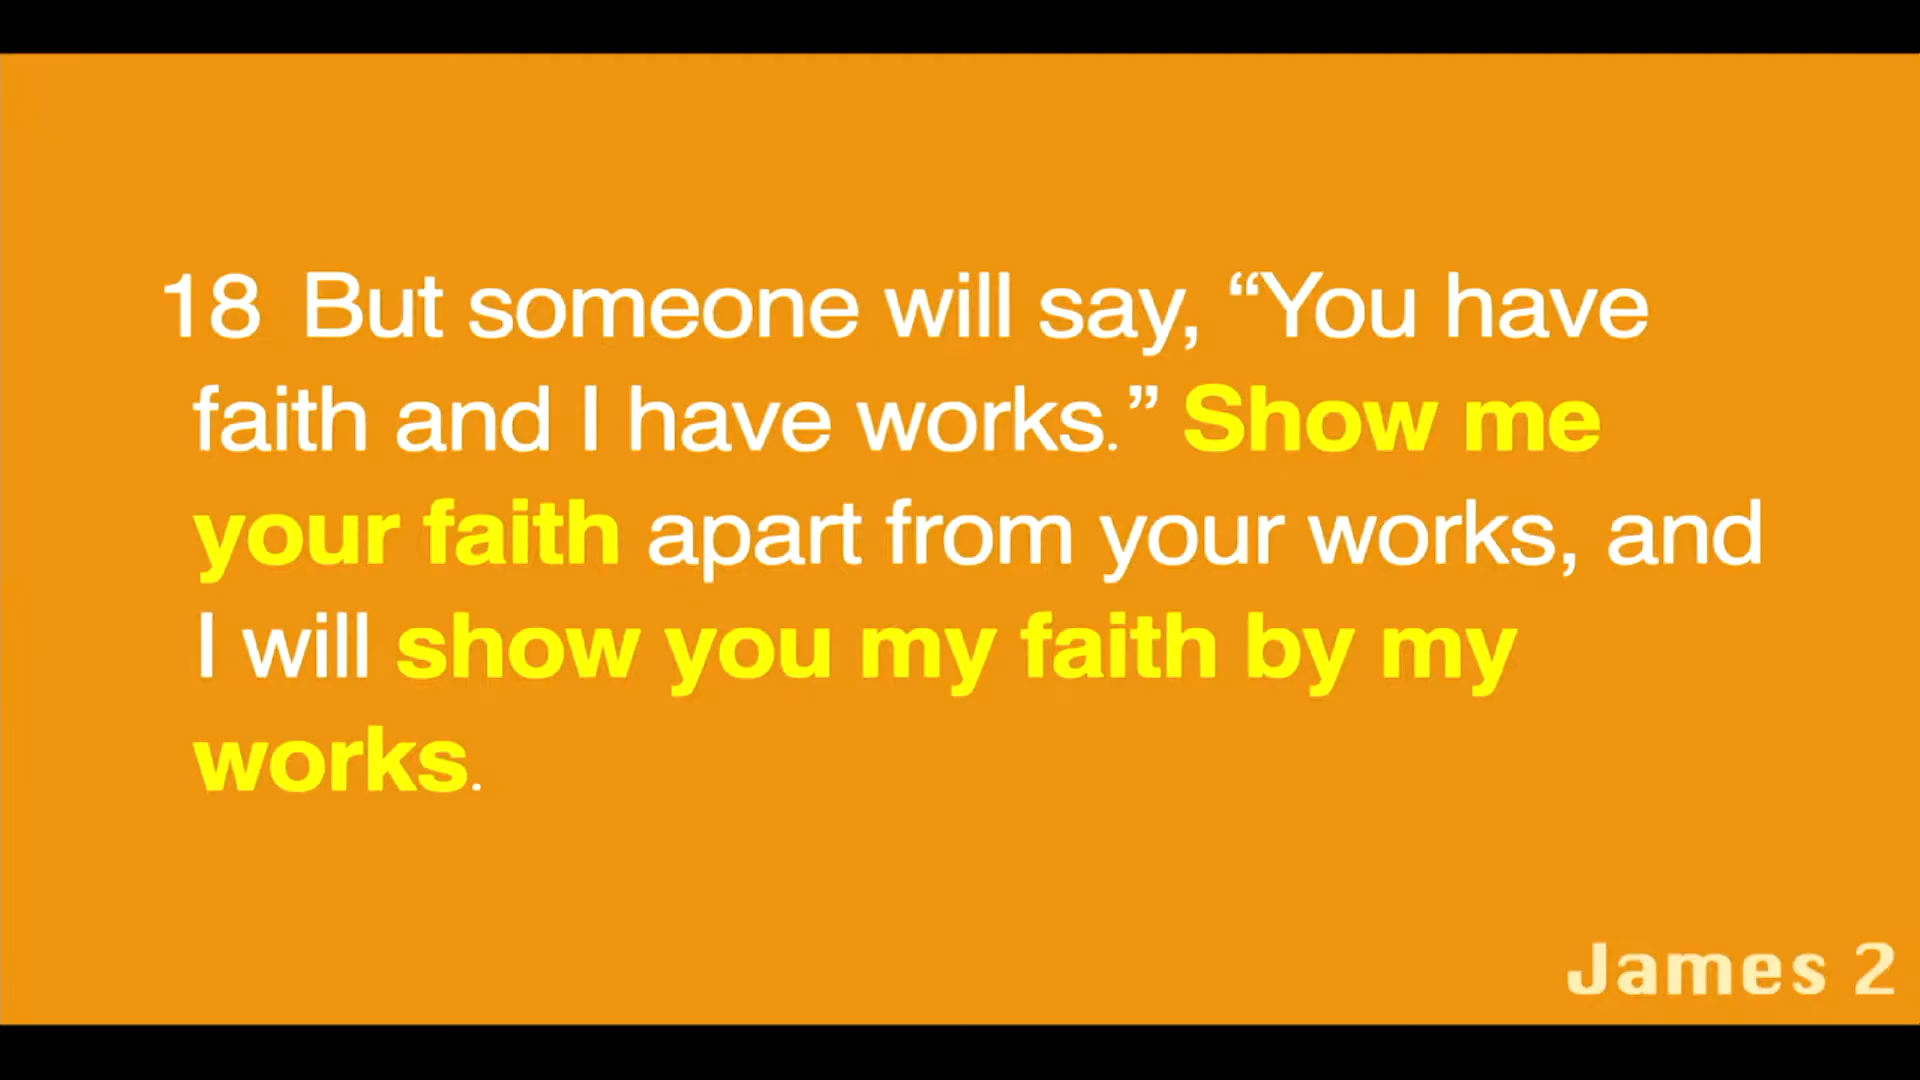 18 But someone will say, “You have
faith and I have works.” Show me
your faith apart from your works, and
I will show you my faith by my
works.
James 2